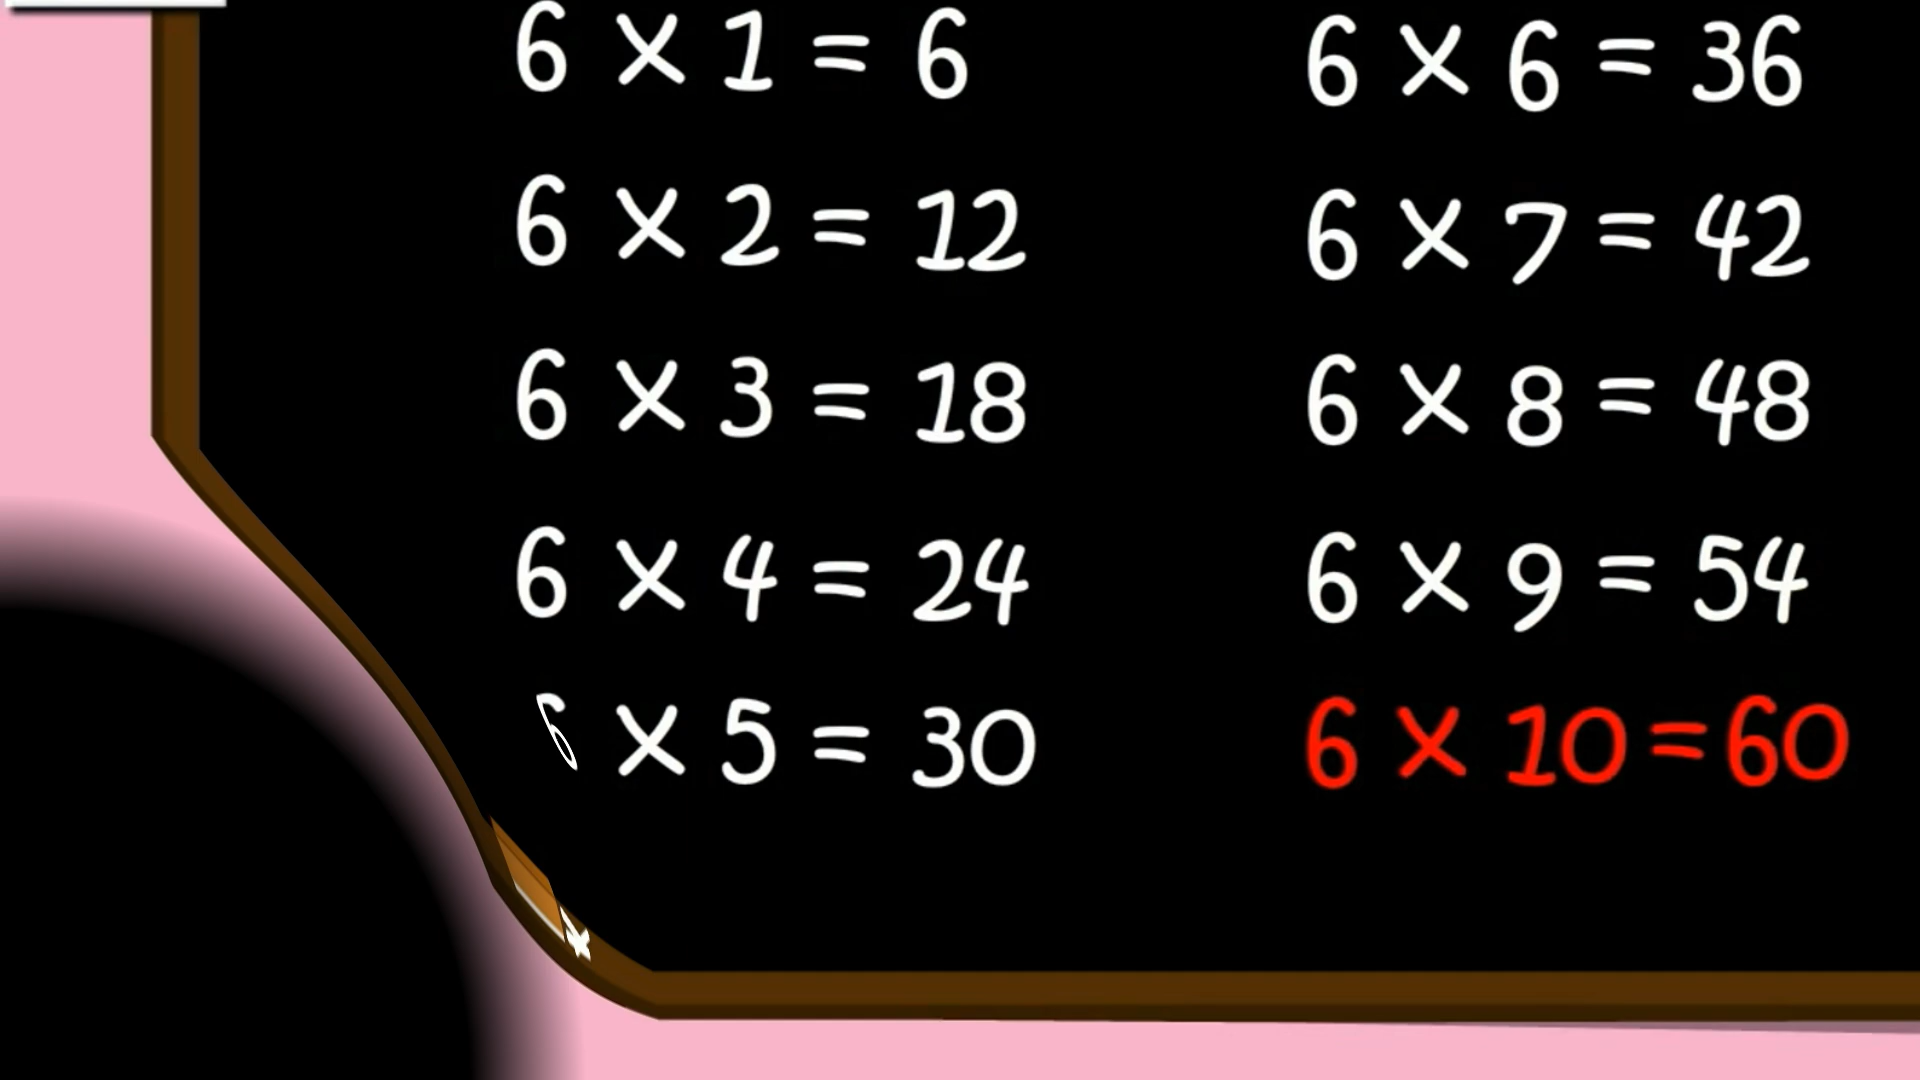 6 × 1 = 6
6 × 2 = 12
6 × 3 = 18
6 × 4 = 24
6 × 5 = 30
6 × 6 = 36
6 × 7 = 42
6 × 8 = 48
6 × 9 = 54
6 × 10 = 60